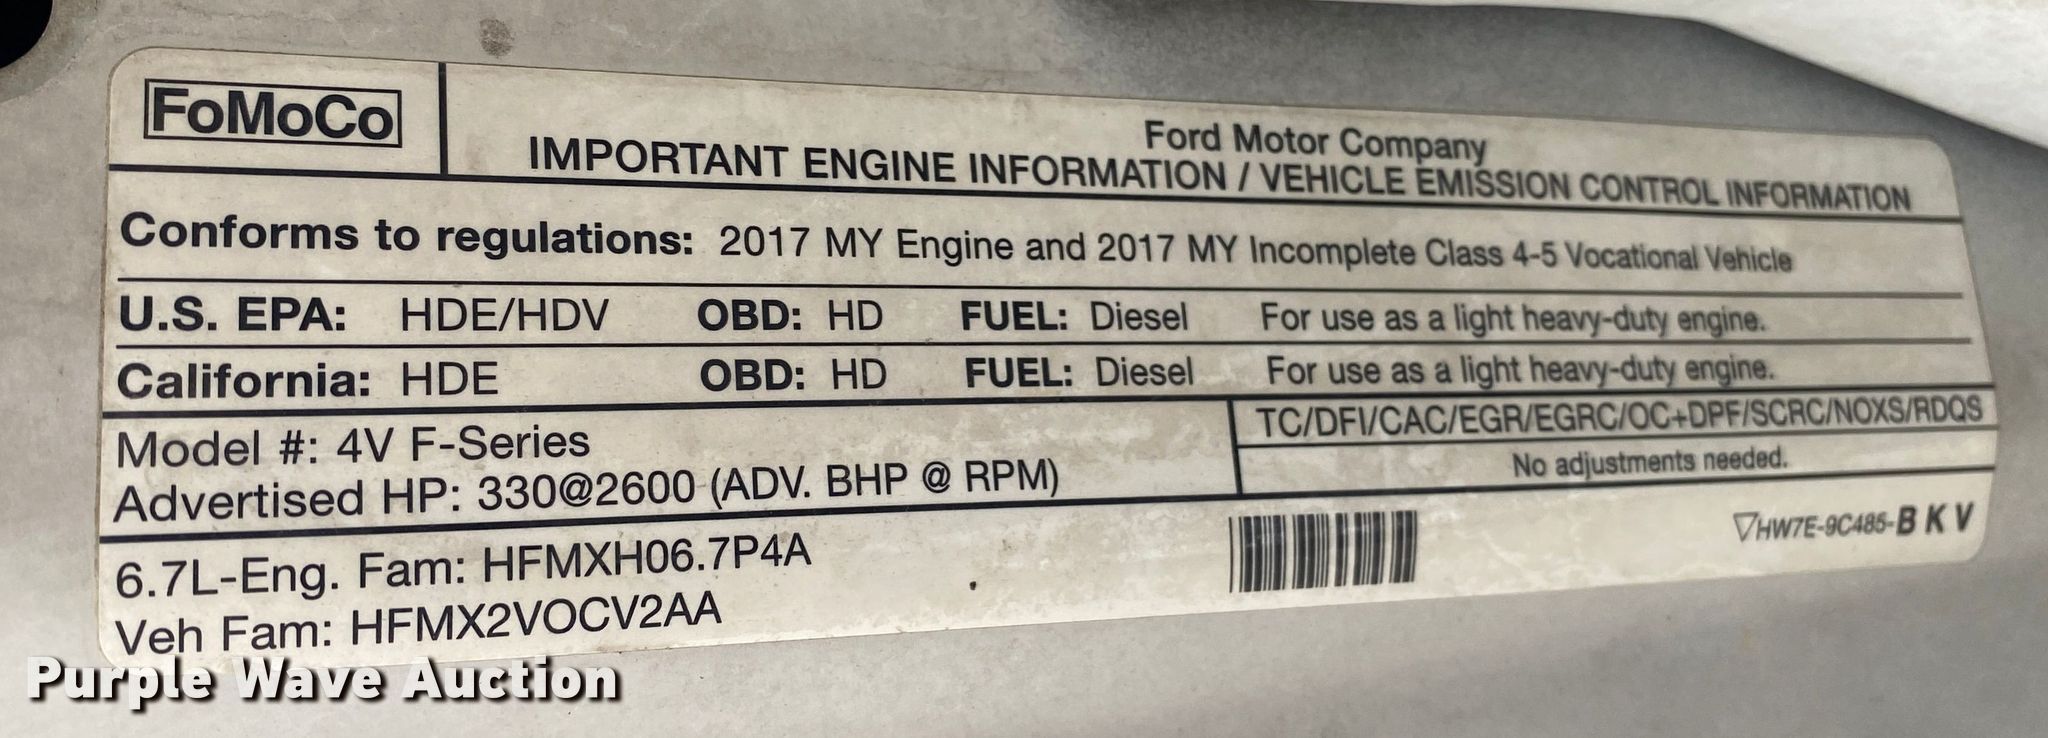 FoMoCo
Ford Motor Company
IMPORTANT ENGINE INFORMATION / VEHICLE EMISSION CONTROL INFORMATION
Conforms to regulations: 2017 MY Engine and 2017 MY Incomplete Class 4-5 Vocational Vehicle
U.S. EPA: HDE/HDV OBD: HD FUEL: Diesel For use as a light heavy-duty engine.
California: HDE OBD: HD FUEL: Diesel For use as a light heavy-duty engine.
Model #: 4V F-Series
Advertised HP: 330@2600 (ADV. BHP @ RPM)
TC/DFI/CAC/EGR/EGRC/OC+DPF/SCRC/NOXS/RDQS
No adjustments needed.
6.7L-Eng. Fam: HFMXH06.7P4A
Veh Fam: HFMX2VOCV2AA
▽HW7E-9C485-B K V
Purple Wave Auction